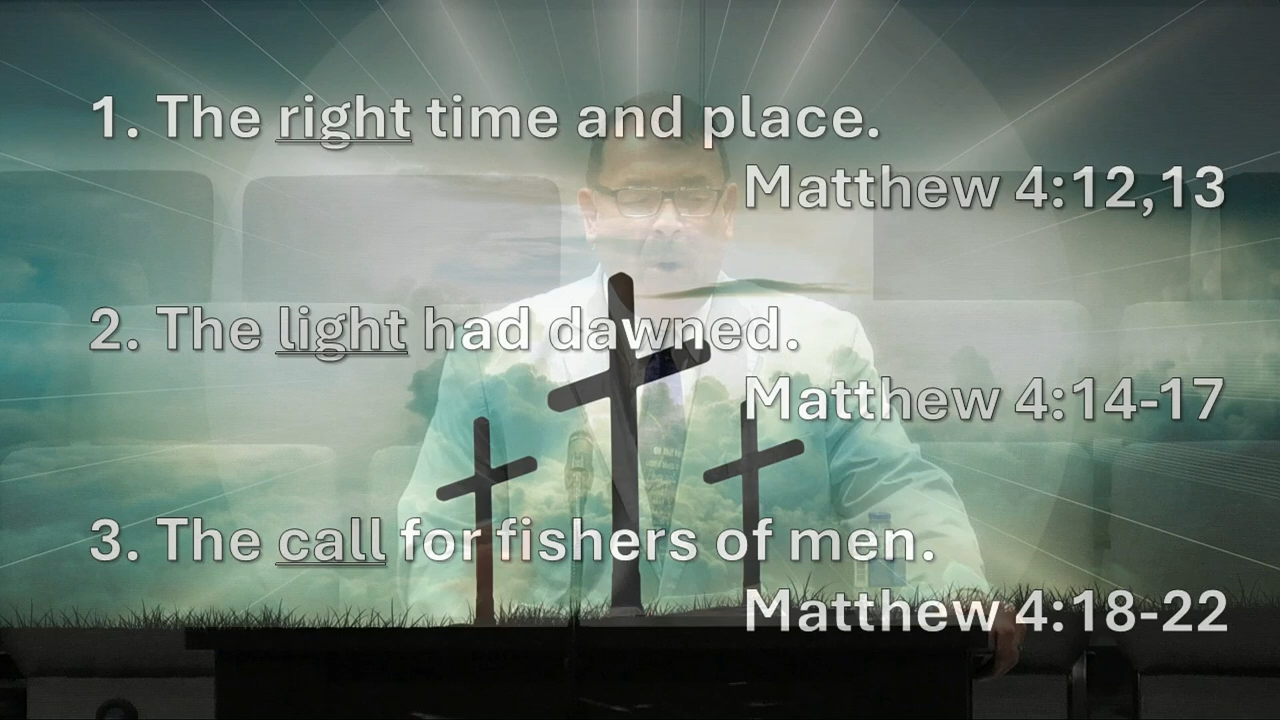 1. The right time and place.
Matthew 4:12,13
2. The light had dawned.
Matthew 4:14-17
3. The call for fishers of men.
Matthew 4:18-22